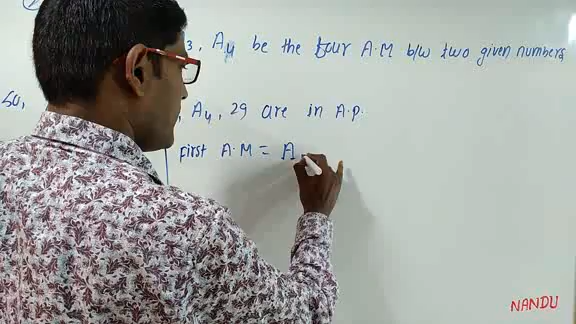 3, A4 be the four A.M b/w two given numbers
So, , A4, 29 are in A.P.
first A.M = A
NANDU